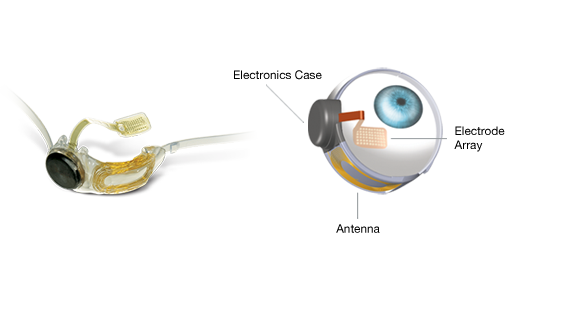 Electronics Case
Electrode
Array
Antenna